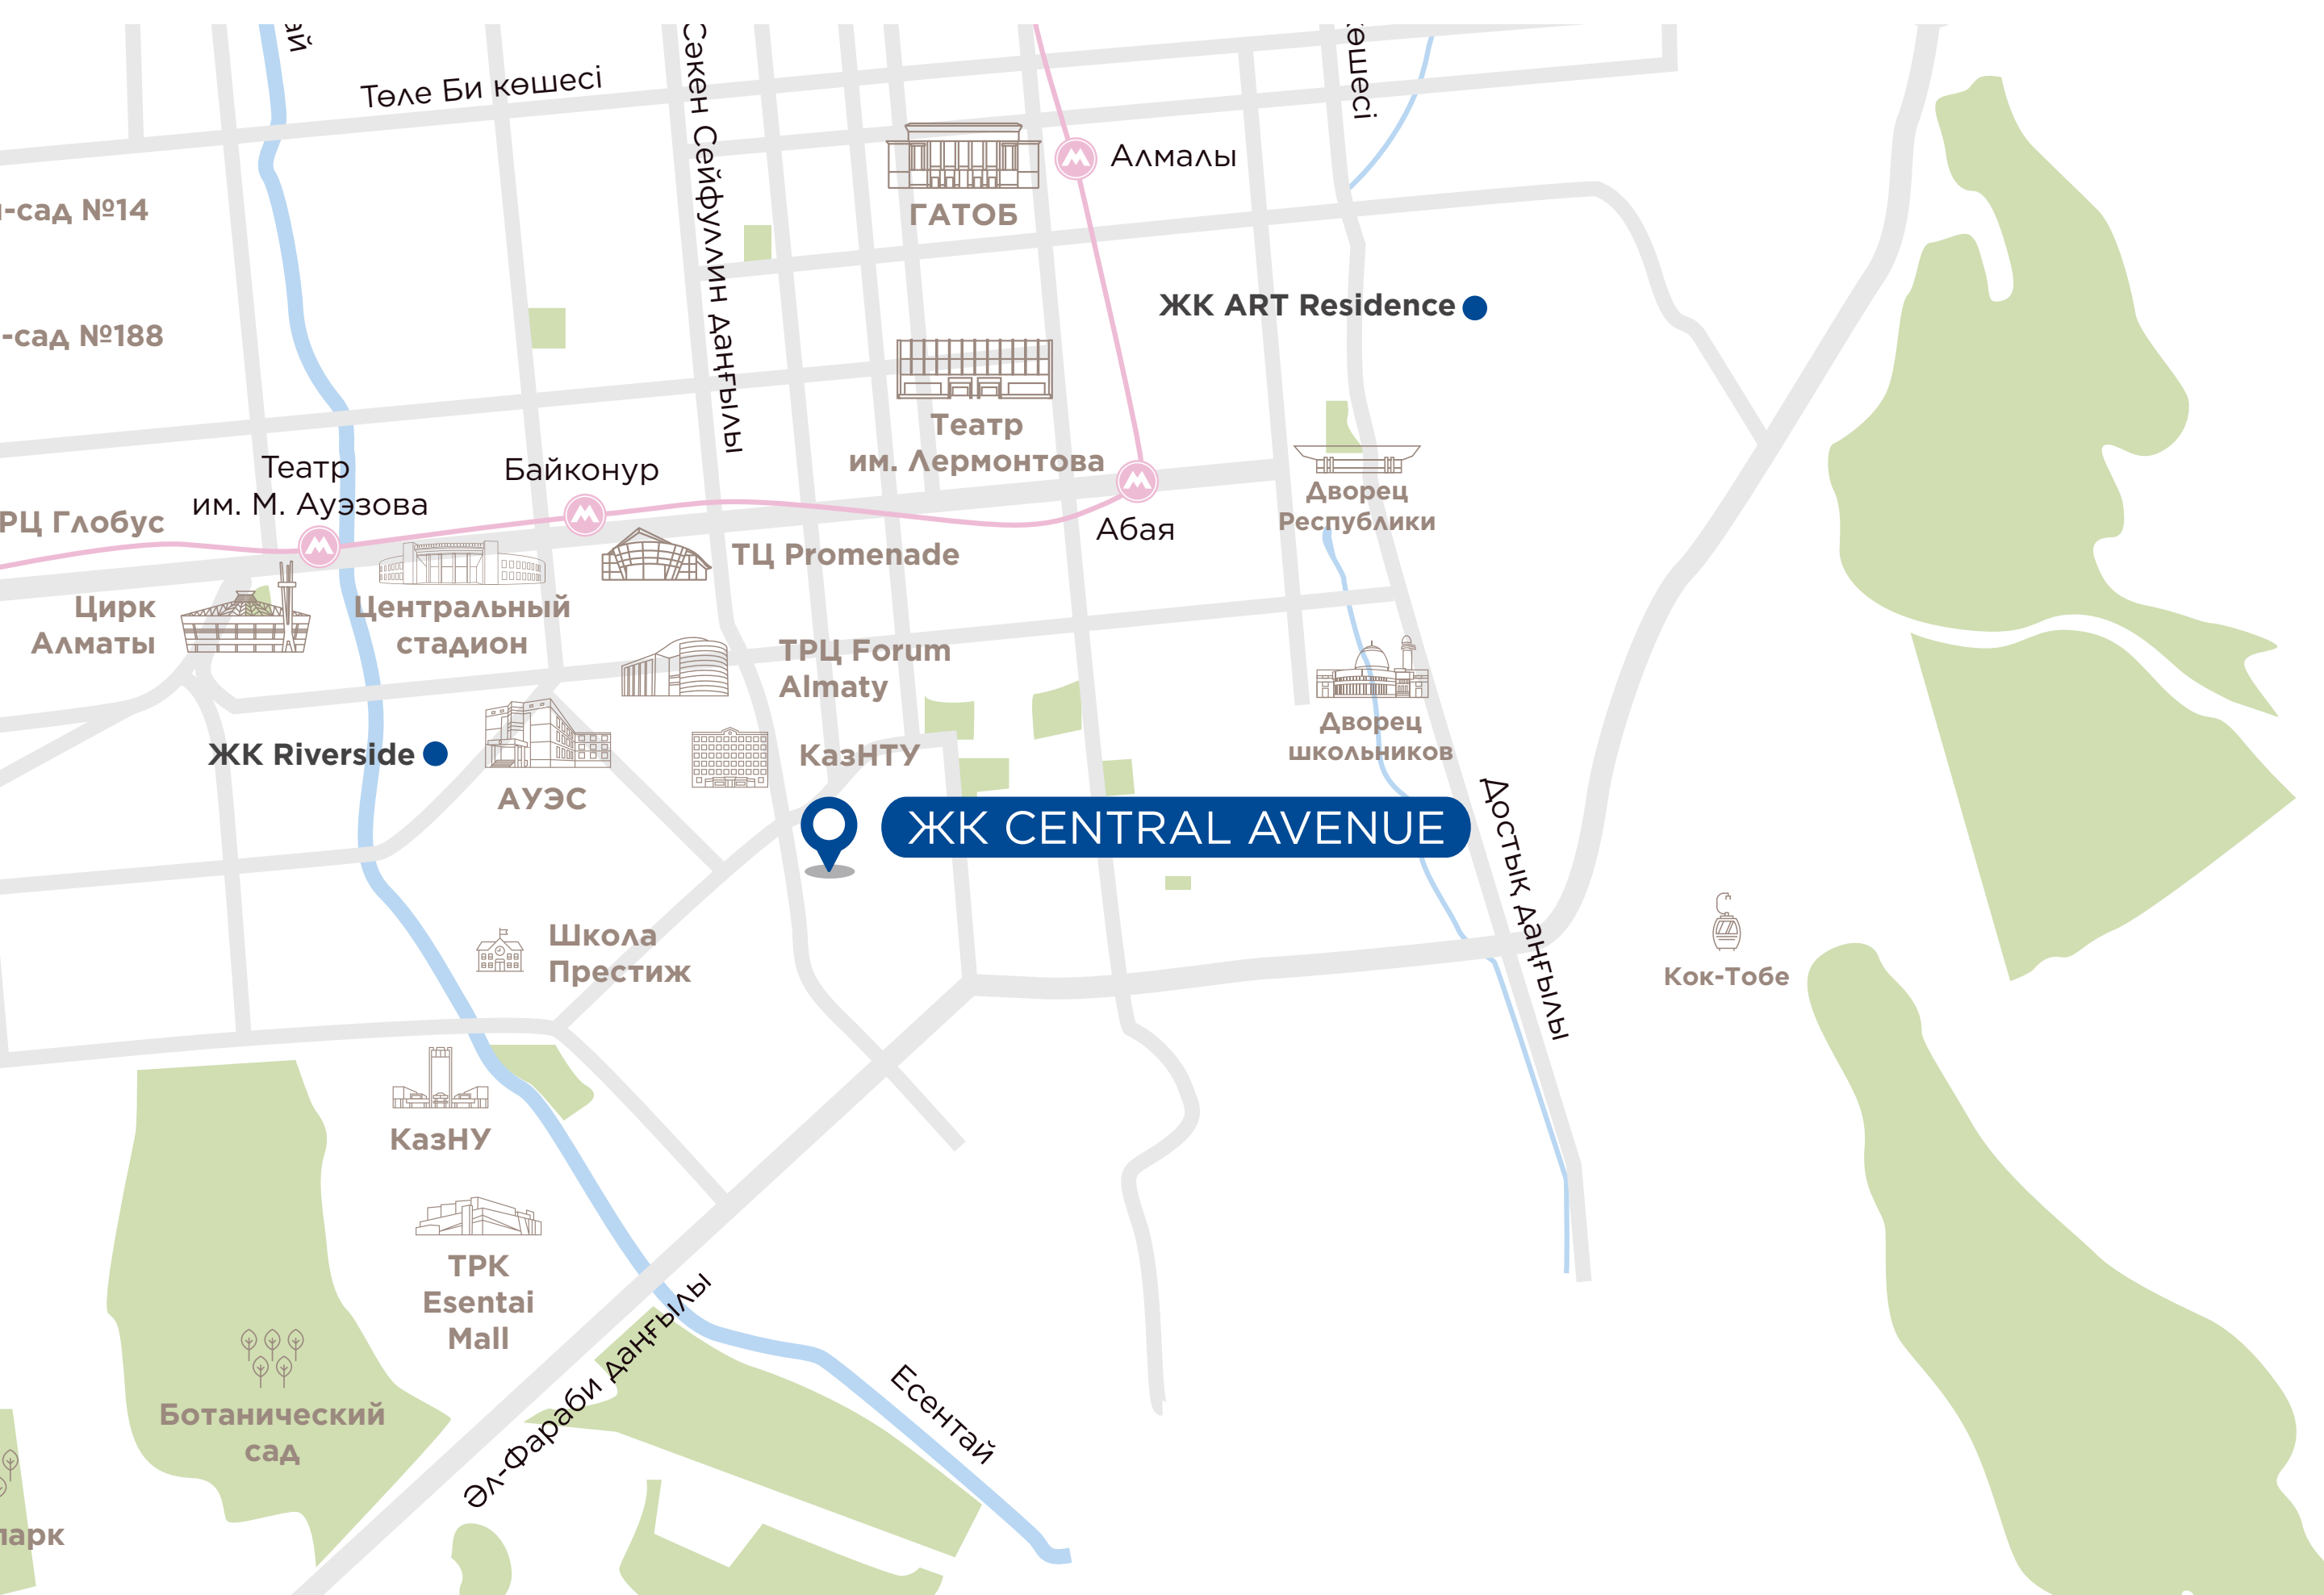 Төле Би көшесі
Сәкен Сейфуллин даңғылы
көшесі
Алмалы
-сад №14
ГАТОБ
ЖК ART Residence
-сад №188
Театр
им. Лермонтова
Театр
им. М. Ауэзова
Байконур
Абая
Дворец
Республики
РЦ Глобус
ТЦ Promenade
Цирк
Алматы
Центральный
стадион
ТРЦ Forum
Almaty
Дворец
школьников
ЖК Riverside
КазНТУ
АУЭС
ЖК CENTRAL AVENUE
Достық даңғылы
Школа
Престиж
Кок-Тобе
КазНУ
ТРК
Esentai
Mall
Әл-Фараби даңғылы
Есентай
Ботанический
сад
парк